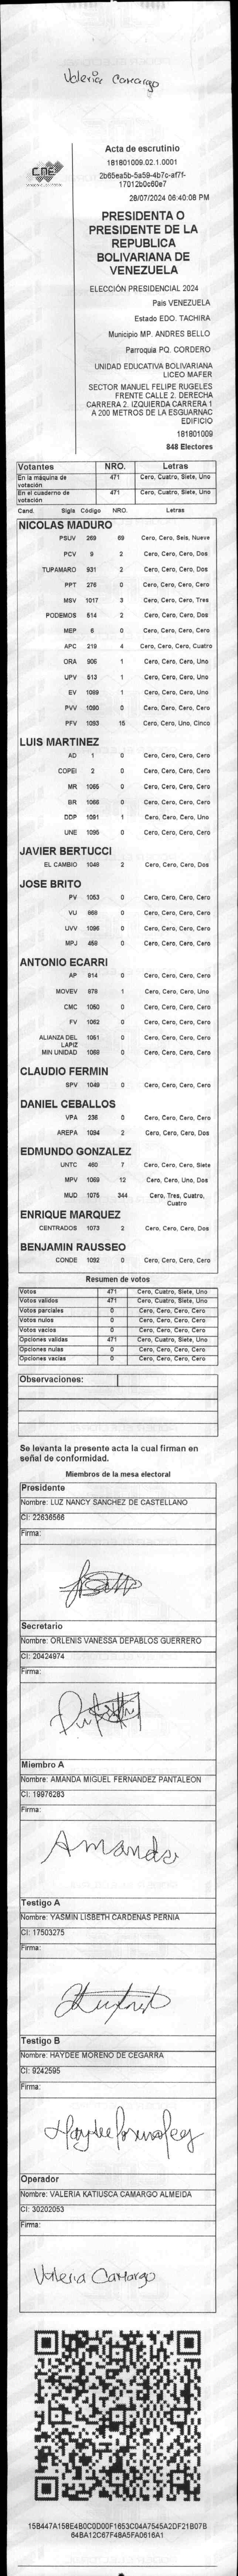 Valeria Camargo
CNE
Acta de escrutinio
181801009.02.1.0001
2b65ea5b-5a59-4b7c-af7f-
17012b0c60e7
28/07/2024 06:40:08 PM
PRESIDENTA O
PRESIDENTE DE LA
REPUBLICA
BOLIVARIANA DE
VENEZUELA
ELECCIÓN PRESIDENCIAL 2024
País VENEZUELA
Estado EDO. TACHIRA
Municipio MP. ANDRES BELLO
Parroquia PQ. CORDERO
UNIDAD EDUCATIVA BOLIVARIANA
LICEO MAFER
SECTOR MANUEL FELIPE RUGELES
FRENTE CALLE 2. DERECHA
CARRERA 2. IZQUIERDA CARRERA 1
A 200 METROS DE LA ESGUARNAC
EDIFICIO
181801009
848 Electores
Votantes NRO. Letras
En la máquina de votación 471 Cero, Cuatro, Siete, Uno
En el cuaderno de votación 471 Cero, Cuatro, Siete, Uno
Cand. Sigls Código NRO. Letras
NICOLAS MADURO
PSUV 269 69 Cero, Cero, Seis, Nueve
PCV 9 2 Cero, Cero, Cero, Dos
TUPAMARO 931 2 Cero, Cero, Cero, Dos
PPT 276 0 Cero, Cero, Cero, Cero
MSV 1017 3 Cero, Cero, Cero, Tres
PODEMOS 514 2 Cero, Cero, Cero, Dos
MEP 6 0 Cero, Cero, Cero, Cero
APC 219 4 Cero, Cero, Cero, Cuatro
ORA 906 1 Cero, Cero, Cero, Uno
UPV 513 1 Cero, Cero, Cero, Uno
EV 1089 1 Cero, Cero, Cero, Uno
PVV 1090 0 Cero, Cero, Cero, Cero
PFV 1093 15 Cero, Cero, Uno, Cinco
LUIS MARTINEZ
AD 1 0 Cero, Cero, Cero, Cero
COPEI 2 0 Cero, Cero, Cero, Cero
MR 1065 0 Cero, Cero, Cero, Cero
BR 1066 0 Cero, Cero, Cero, Cero
DDP 1091 1 Cero, Cero, Cero, Uno
UNE 1095 0 Cero, Cero, Cero, Cero
JAVIER BERTUCCI
EL CAMBIO 1046 2 Cero, Cero, Cero, Dos
JOSE BRITO
PV 1053 0 Cero, Cero, Cero, Cero
VU 868 0 Cero, Cero, Cero, Cero
UVV 1096 0 Cero, Cero, Cero, Cero
MPJ 458 0 Cero, Cero, Cero, Cero
ANTONIO ECARRI
AP 914 0 Cero, Cero, Cero, Cero
MOVEV 978 1 Cero, Cero, Cero, Uno
CMC 1050 0 Cero, Cero, Cero, Cero
FV 1062 0 Cero, Cero, Cero, Cero
ALIANZA DEL LAPIZ 1051 0 Cero, Cero, Cero, Cero
MIN UNIDAD 1069 0 Cero, Cero, Cero, Cero
CLAUDIO FERMIN
SPV 1049 0 Cero, Cero, Cero, Cero
DANIEL CEBALLOS
VPA 236 0 Cero, Cero, Cero, Cero
AREPA 1094 2 Cero, Cero, Cero, Dos
EDMUNDO GONZALEZ
UNTC 460 7 Cero, Cero, Cero, Siete
MPV 1059 12 Cero, Cero, Uno, Dos
MUD 1075 344 Cero, Tres, Cuatro, Cuatro
ENRIQUE MARQUEZ
CENTRADOS 1073 2 Cero, Cero, Cero, Dos
BENJAMIN RAUSSEO
CONDE 1092 0 Cero, Cero, Cero, Cero
Resumen de votos
Votos 471 Cero, Cuatro, Siete, Uno
Votos validos 471 Cero, Cuatro, Siete, Uno
Votos parciales 0 Cero, Cero, Cero, Cero
Votos nulos 0 Cero, Cero, Cero, Cero
Votos vacios 0 Cero, Cero, Cero, Cero
Opciones validas 471 Cero, Cuatro, Siete, Uno
Opciones nulas 0 Cero, Cero, Cero, Cero
Opciones vacias 0 Cero, Cero, Cero, Cero
Observaciones:
Se levanta la presente acta la cual firman en
señal de conformidad.
Miembros de la mesa electoral
Presidente
Nombre: LUZ NANCY SANCHEZ DE CASTELLANO
CI: 22636566
Firma:
Secretario
Nombre: ORLENIS VANESSA DEPABLOS GUERRERO
CI: 20424974
Firma:
Miembro A
Nombre: AMANDA MIGUEL FERNANDEZ PANTALEON
CI: 19976283
Firma:
Amanda
Testigo A
Nombre: YASMIN LISBETH CARDENAS PERNIA
CI: 17503275
Firma:
Testigo B
Nombre: HAYDEE MORENO DE CEGARRA
CI: 9242595
Firma:
Operador
Nombre: VALERIA KATIUSCA CAMARGO ALMEIDA
CI: 30202053
Firma:
Valeria Camargo
15B447A158E4B0C0D00F1653C04A7545A2DF21B07B
64BA12C67F48A5FA0616A1